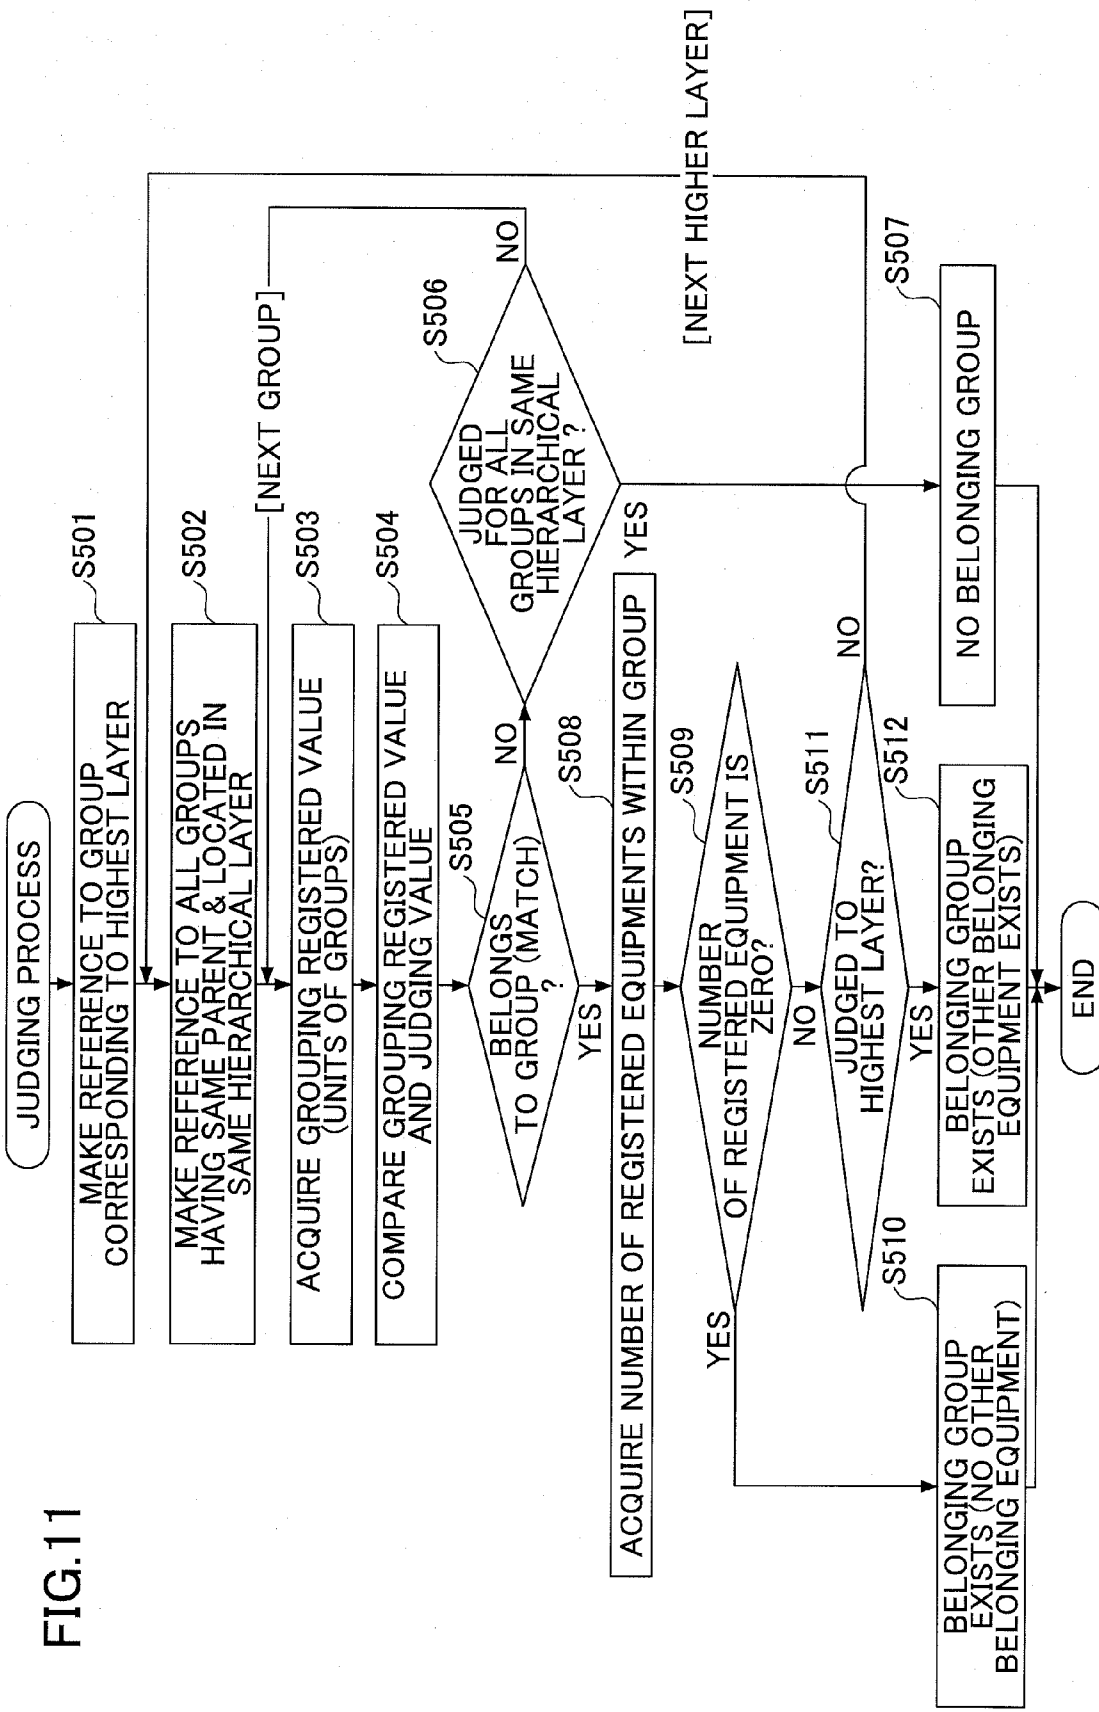 FIG.11
JUDGING PROCESS
S501
MAKE REFERENCE TO GROUP
CORRESPONDING TO HIGHEST LAYER
S502
MAKE REFERENCE TO ALL GROUPS
HAVING SAME PARENT & LOCATED IN
SAME HIERARCHICAL LAYER
[NEXT GROUP]
S503
ACQUIRE GROUPING REGISTERED VALUE
(UNITS OF GROUPS)
S504
COMPARE GROUPING REGISTERED VALUE
AND JUDGING VALUE
S505
BELONGS
TO GROUP (MATCH)
?
NO
YES
S506
JUDGED
FOR ALL
GROUPS IN SAME
HIERARCHICAL
LAYER ?
NO
YES
S508
ACQUIRE NUMBER OF REGISTERED EQUIPMENTS WITHIN GROUP
S509
NUMBER
OF REGISTERED EQUIPMENT IS
ZERO?
YES
NO
[NEXT HIGHER LAYER]
S511
JUDGED TO
HIGHEST LAYER?
NO
YES
S510
BELONGING GROUP
EXISTS (NO OTHER
BELONGING EQUIPMENT)
S512
BELONGING GROUP
EXISTS (OTHER BELONGING
EQUIPMENT EXISTS)
S507
NO BELONGING GROUP
END